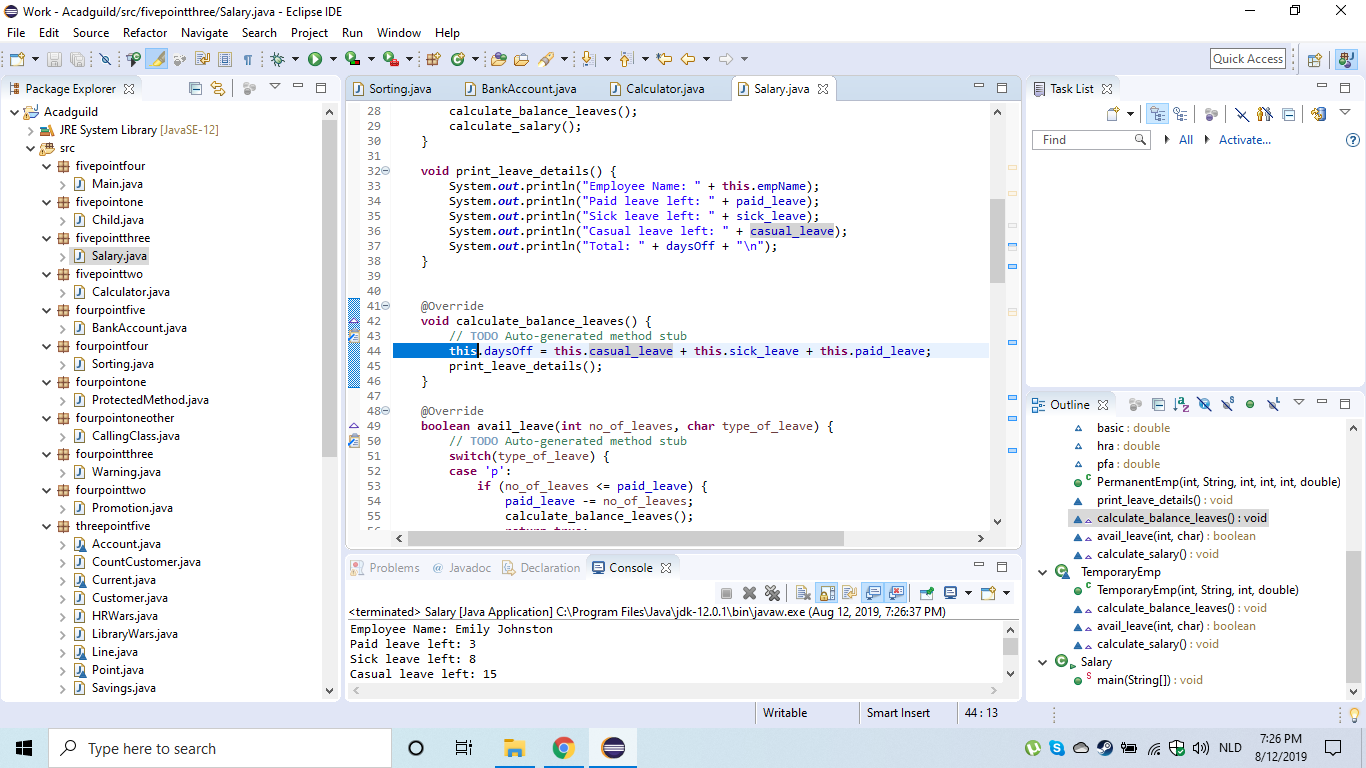 Work - Acadguild/src/fivepointthree/Salary.java - Eclipse IDE
File Edit Source Refactor Navigate Search Project Run Window Help
Quick Access
Package Explorer
Acadguild
JRE System Library [JavaSE-12]
src
fivepointfour
Main.java
fivepointone
Child.java
fivepointthree
Salary.java
fivepointtwo
Calculator.java
fourpointfive
BankAccount.java
fourpointfour
Sorting.java
fourpointone
ProtectedMethod.java
fourpointoneother
CallingClass.java
fourpointthree
Warning.java
fourpointtwo
Promotion.java
threepointfive
Account.java
CountCustomer.java
Current.java
Customer.java
HRWars.java
LibraryWars.java
Line.java
Point.java
Savings.java
Sorting.java BankAccount.java Calculator.java Salary.java
28 calculate_balance_leaves();
29 calculate_salary();
30 }
31
32 void print_leave_details() {
33 System.out.println("Employee Name: " + this.empName);
34 System.out.println("Paid leave left: " + paid_leave);
35 System.out.println("Sick leave left: " + sick_leave);
36 System.out.println("Casual leave left: " + casual_leave);
37 System.out.println("Total: " + daysOff + "\n");
38 }
39
40
41 @Override
42 void calculate_balance_leaves() {
43 // TODO Auto-generated method stub
44 this.daysOff = this.casual_leave + this.sick_leave + this.paid_leave;
45 print_leave_details();
46 }
47
48 @Override
49 boolean avail_leave(int no_of_leaves, char type_of_leave) {
50 // TODO Auto-generated method stub
51 switch(type_of_leave) {
52 case 'p':
53 if (no_of_leaves <= paid_leave) {
54 paid_leave -= no_of_leaves;
55 calculate_balance_leaves();
Problems @ Javadoc Declaration Console
<terminated> Salary [Java Application] C:\Program Files\Java\jdk-12.0.1\bin\javaw.exe (Aug 12, 2019, 7:26:37 PM)
Employee Name: Emily Johnston
Paid leave left: 3
Sick leave left: 8
Casual leave left: 15
Task List
Find All Activate...
Outline
basic : double
hra : double
pfa : double
PermanentEmp(int, String, int, int, int, double)
print_leave_details() : void
calculate_balance_leaves() : void
avail_leave(int, char) : boolean
calculate_salary() : void
TemporaryEmp
TemporaryEmp(int, String, int, double)
calculate_balance_leaves() : void
avail_leave(int, char) : boolean
calculate_salary() : void
Salary
main(String[]) : void
Writable Smart Insert 44 : 13
Type here to search
NLD
7:26 PM
8/12/2019